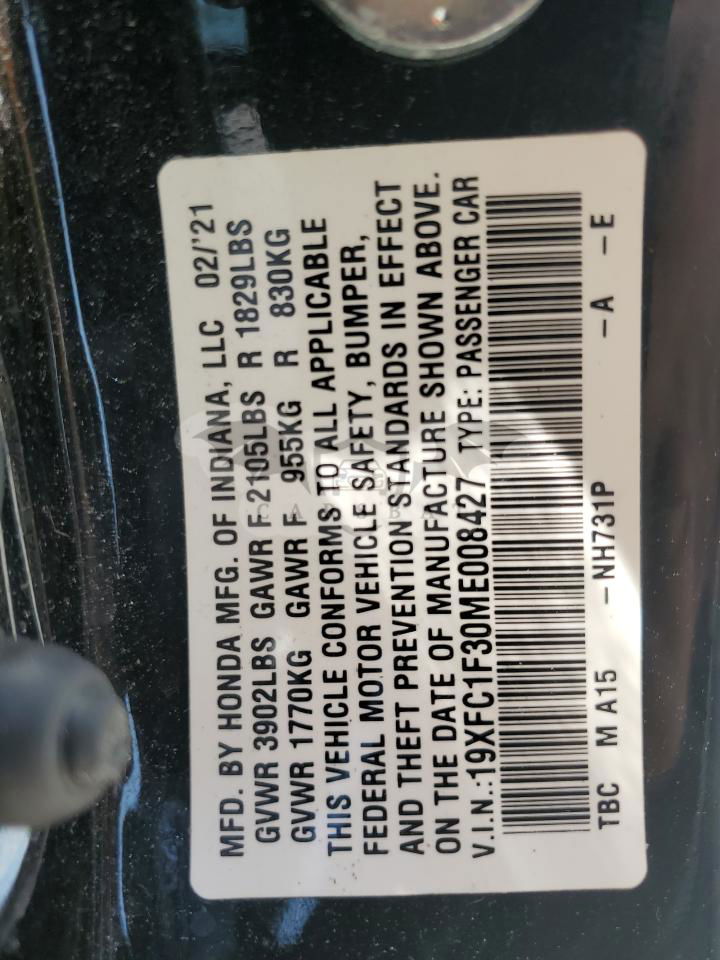 MFD. BY HONDA MFG. OF INDIANA, LLC 02/'21
GVWR 3902LBS GAWR F 2105LBS R 1829LBS
GVWR 1770KG GAWR F 955KG R 830KG
THIS VEHICLE CONFORMS TO ALL APPLICABLE
FEDERAL MOTOR VEHICLE SAFETY, BUMPER,
AND THEFT PREVENTION STANDARDS IN EFFECT
ON THE DATE OF MANUFACTURE SHOWN ABOVE.
V.I.N.:19XFC1F30ME008427 TYPE: PASSENGER CAR
TBC M A15 -NH731P -A -E